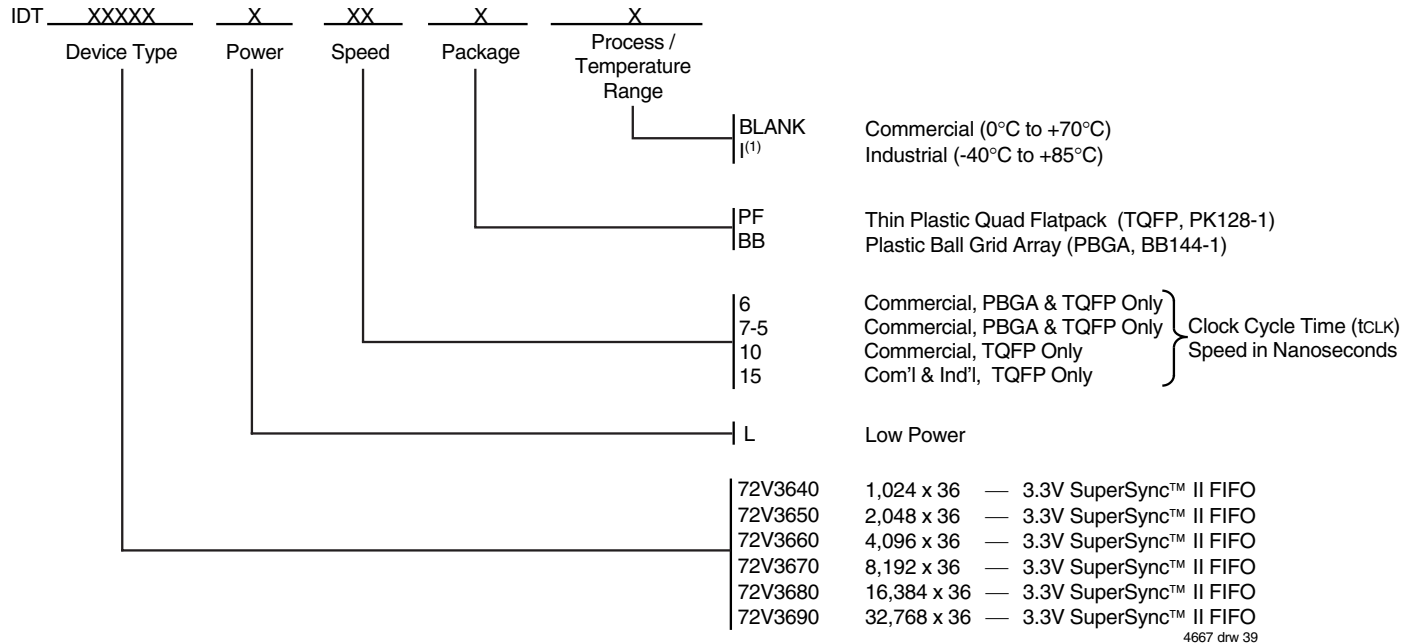 IDT XXXXX X XX X X
Device Type Power Speed Package Process / Temperature Range
BLANK Commercial (0°C to +70°C)
I(1) Industrial (-40°C to +85°C)
PF Thin Plastic Quad Flatpack (TQFP, PK128-1)
BB Plastic Ball Grid Array (PBGA, BB144-1)
6 Commercial, PBGA & TQFP Only
7-5 Commercial, PBGA & TQFP Only
10 Commercial, TQFP Only
15 Com'l & Ind'l, TQFP Only
Clock Cycle Time (tCLK)
Speed in Nanoseconds
L Low Power
72V3640 1,024 x 36 — 3.3V SuperSync™ II FIFO
72V3650 2,048 x 36 — 3.3V SuperSync™ II FIFO
72V3660 4,096 x 36 — 3.3V SuperSync™ II FIFO
72V3670 8,192 x 36 — 3.3V SuperSync™ II FIFO
72V3680 16,384 x 36 — 3.3V SuperSync™ II FIFO
72V3690 32,768 x 36 — 3.3V SuperSync™ II FIFO
4667 drw 39